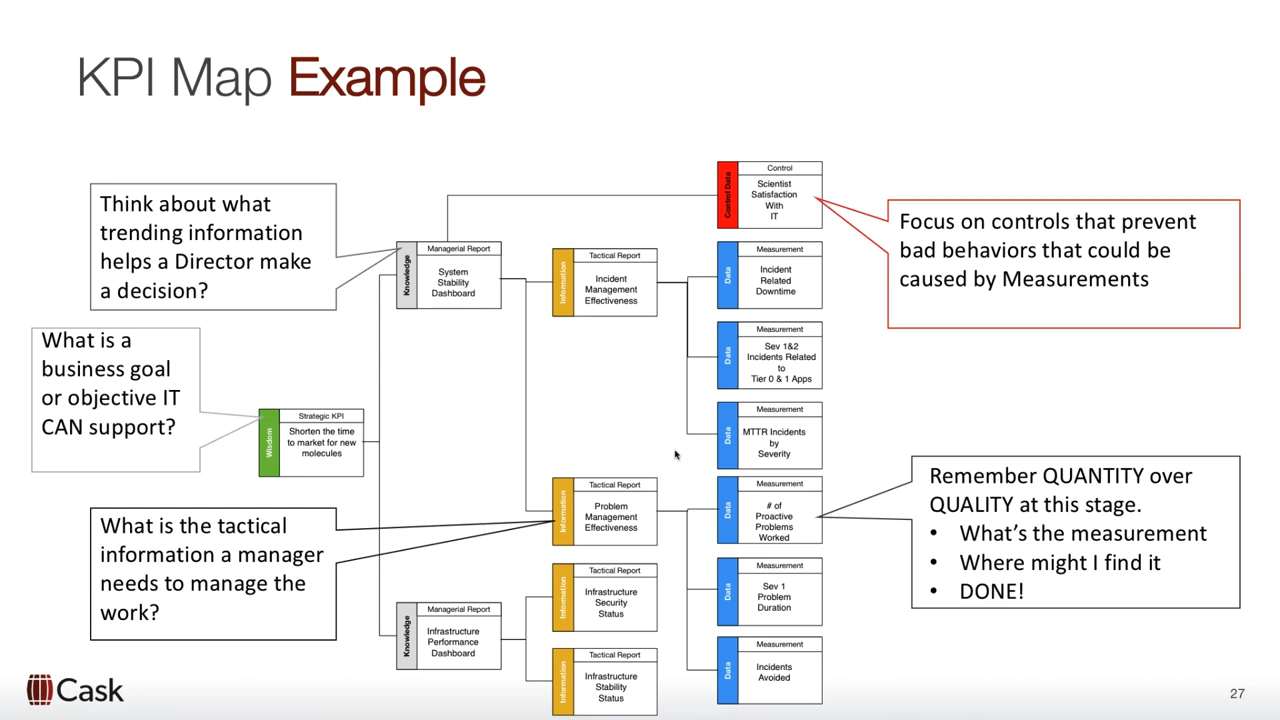 KPI Map Example
Think about what
trending information
helps a Director make
a decision?
What is a
business goal
or objective IT
CAN support?
What is the tactical
information a manager
needs to manage the
work?
Wisdom
Strategic KPI
Shorten the time
to market for new
molecules
Knowledge
Managerial Report
System
Stability
Dashboard
Knowledge
Managerial Report
Infrastructure
Performance
Dashboard
Information
Tactical Report
Incident
Management
Effectiveness
Information
Tactical Report
Problem
Management
Effectiveness
Information
Tactical Report
Infrastructure
Security
Status
Information
Tactical Report
Infrastructure
Stability
Status
Control Data
Control
Scientist
Satisfaction
With
IT
Data
Measurement
Incident
Related
Downtime
Data
Measurement
Sev 1&2
Incidents Related
to
Tier 0 & 1 Apps
Data
Measurement
MTTR Incidents
by
Severity
Data
Measurement
# of
Proactive
Problems
Worked
Data
Measurement
Sev 1
Problem
Duration
Data
Measurement
Incidents
Avoided
Focus on controls that prevent
bad behaviors that could be
caused by Measurements
Remember QUANTITY over
QUALITY at this stage.
• What’s the measurement
• Where might I find it
• DONE!
Cask
27